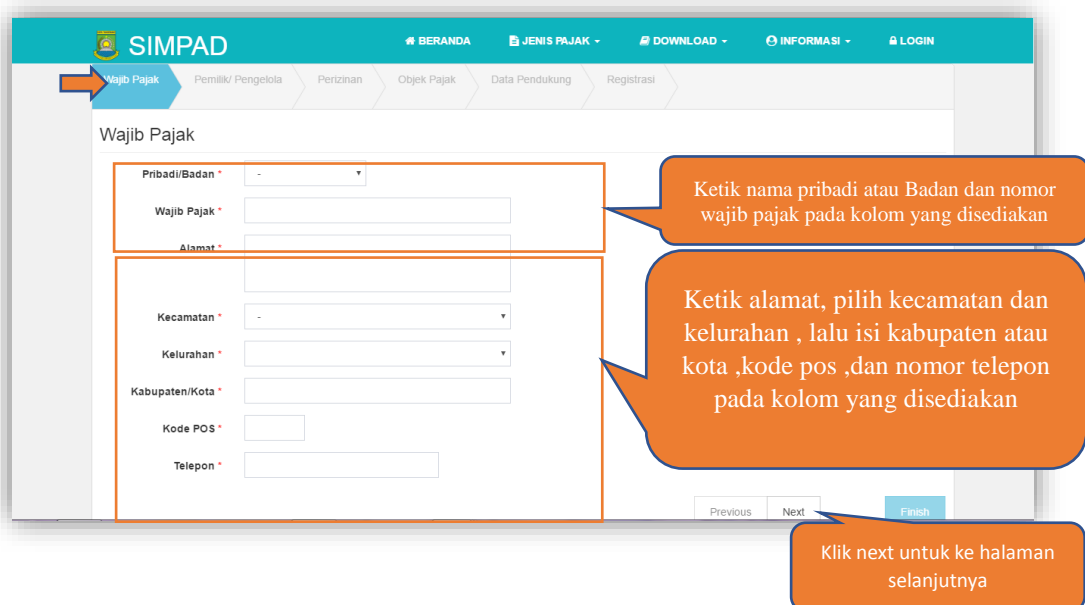 SIMPAD
BERANDA
JENIS PAJAK
DOWNLOAD
INFORMASI
LOGIN
Wajib Pajak
Pemilik/ Pengelola
Perizinan
Objek Pajak
Data Pendukung
Registrasi
Wajib Pajak
Pribadi/Badan *
-
Wajib Pajak *
Alamat *
Kecamatan *
-
Kelurahan *
Kabupaten/Kota *
Kode POS *
Telepon *
Ketik nama pribadi atau Badan dan nomor
wajib pajak pada kolom yang disediakan
Ketik alamat, pilih kecamatan dan
kelurahan , lalu isi kabupaten atau
kota ,kode pos ,dan nomor telepon
pada kolom yang disediakan
Previous
Next
Finish
Klik next untuk ke halaman
selanjutnya